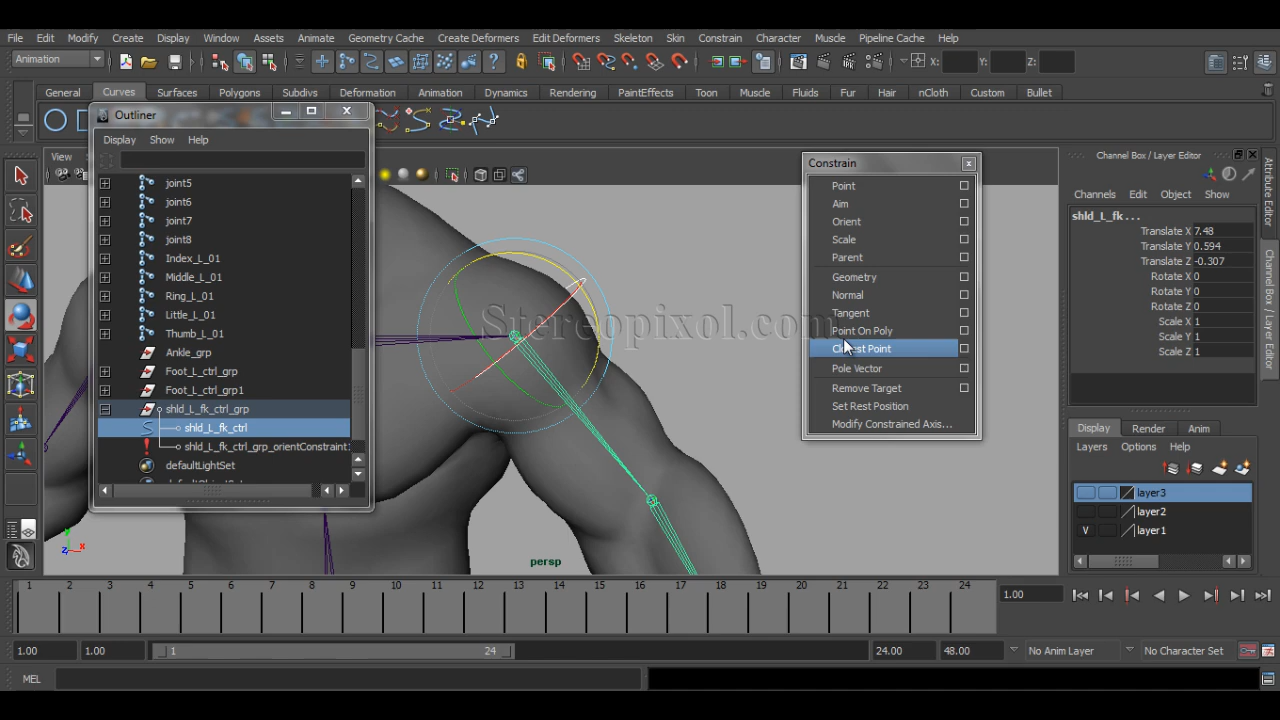 File Edit Modify Create Display Window Assets Animate Geometry Cache Create Deformers Edit Deformers Skeleton Skin Constrain Character Muscle Pipeline Cache Help
Animation
X: Y: Z:
General Curves Surfaces Polygons Subdivs Deformation Animation Dynamics Rendering PaintEffects Toon Muscle Fluids Fur Hair nCloth Custom Bullet
Outliner
Display Show Help
joint5
joint6
joint7
joint8
Index_L_01
Middle_L_01
Ring_L_01
Little_L_01
Thumb_L_01
Ankle_grp
Foot_L_ctrl_grp
Foot_L_ctrl_grp1
shld_L_fk_ctrl_grp
shld_L_fk_ctrl
shld_L_fk_ctrl_grp_orientConstraint1
defaultLightSet
View
Stereopixol.com
persp
Constrain
Point
Aim
Orient
Scale
Parent
Geometry
Normal
Tangent
Point On Poly
Closest Point
Pole Vector
Remove Target
Set Rest Position
Modify Constrained Axis...
Channel Box / Layer Editor
Channels Edit Object Show
shld_L_fk...
Translate X 7.48
Translate Y 0.594
Translate Z -0.307
Rotate X 0
Rotate Y 0
Rotate Z 0
Scale X 1
Scale Y 1
Scale Z 1
Attribute Editor
Channel Box / Layer Editor
Display Render Anim
Layers Options Help
layer3
layer2
V layer1
1 2 3 4 5 6 7 8 9 10 11 12 13 14 15 16 17 18 19 20 21 22 23 24
1.00
1.00 1.00 1 24 24.00 48.00 No Anim Layer No Character Set
MEL